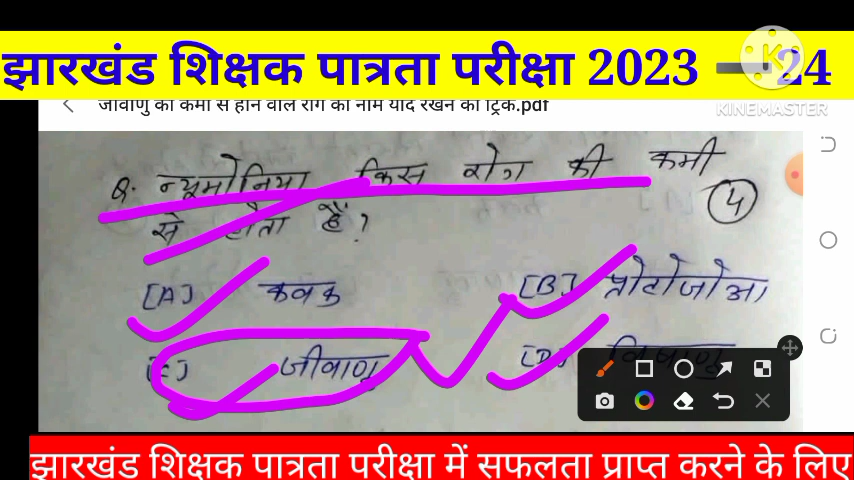 झारखंड शिक्षक पात्रता परीक्षा 2023 — 24
KINEMASTER
जीवाणु की कमी से होने वाले रोग का नाम याद रखने की ट्रिक.pdf
Q. न्यूमोनिया किस रोग की कमी
से होता हैं?
4
[A] कवक [B] प्रोटोजोआ
[C] जीवाणु [D] विषाणु
झारखंड शिक्षक पात्रता परीक्षा में सफलता प्राप्त करने के लिए